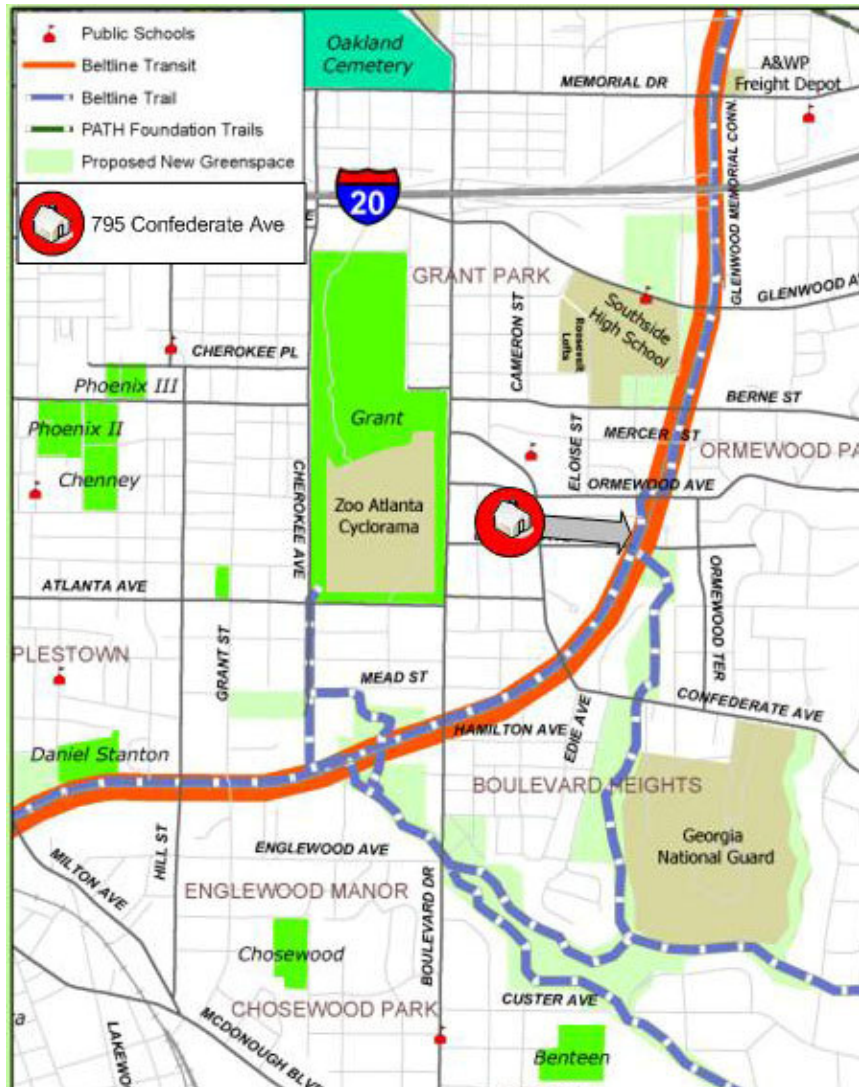 Public Schools
Beltline Transit
Beltline Trail
PATH Foundation Trails
Proposed New Greenspace
795 Confederate Ave
Oakland
Cemetery
A&WP
Freight Depot
MEMORIAL DR
20
GLENWOOD MEMORIAL CONN.
GRANT PARK
GLENWOOD AV
Southside
High School
Roosevelt
Lofts
CAMERON ST
CHEROKEE PL
Phoenix III
Phoenix II
Chenney
Grant
BERNE ST
MERCER ST
ELOISE ST
ORMEWOOD PA
ORMEWOOD AVE
CHEROKEE AVE
Zoo Atlanta
Cyclorama
ATLANTA AVE
ORMEWOOD TER
GRANT ST
PLESTOWN
MEAD ST
CONFEDERATE AVE
HAMILTON AVE
EDIE AVE
Daniel Stanton
BOULEVARD HEIGHTS
Georgia
National Guard
HILL ST
ENGLEWOOD AVE
MILTON AVE
ENGLEWOOD MANOR
BOULEVARD DR
Chosewood
CHOSEWOOD PARK
CUSTER AVE
MCDONOUGH BLV
LAKEWO
Benteen